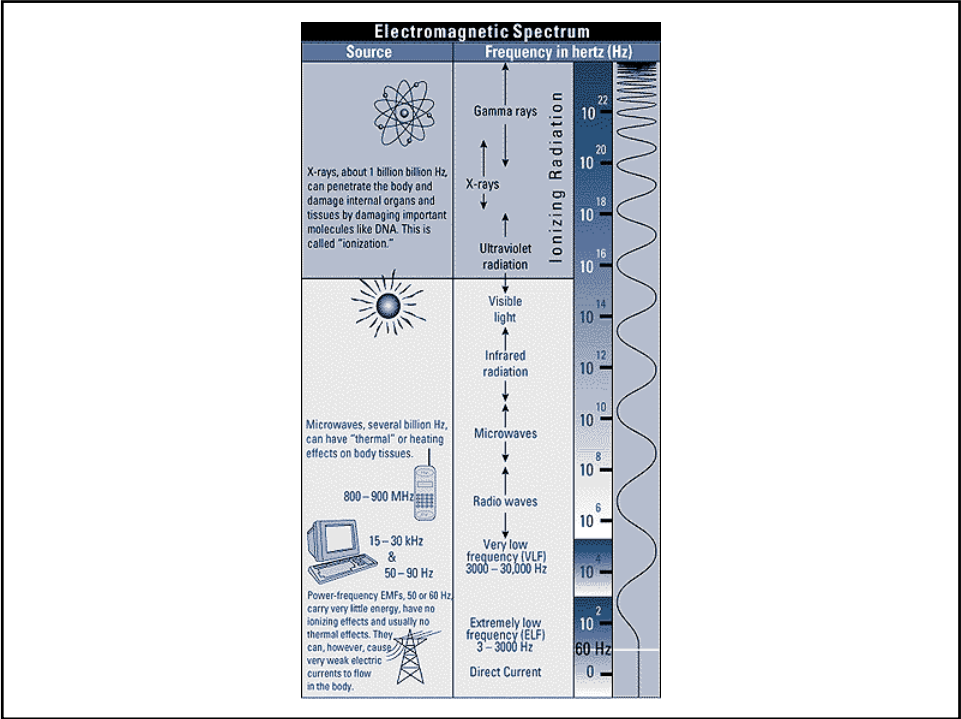 Electromagnetic Spectrum
Source
Frequency in hertz (Hz)
X-rays, about 1 billion billion Hz,
can penetrate the body and
damage internal organs and
tissues by damaging important
molecules like DNA. This is
called “ionization.”
Microwaves, several billion Hz,
can have “thermal” or heating
effects on body tissues.
800–900 MHz
15–30 kHz
&
50–90 Hz
Power-frequency EMFs, 50 or 60 Hz,
carry very little energy, have no
ionizing effects and usually no
thermal effects. They
can, however, cause
very weak electric
currents to flow
in the body.
Gamma rays
X-rays
Ultraviolet
radiation
Ionizing Radiation
Visible
light
Infrared
radiation
Microwaves
Radio waves
Very low
frequency (VLF)
3000–30,000 Hz
Extremely low
frequency (ELF)
3–3000 Hz
Direct Current
10 22
10 20
10 18
10 16
10 14
10 12
10 10
10 8
10 6
10 4
10 2
60 Hz
0